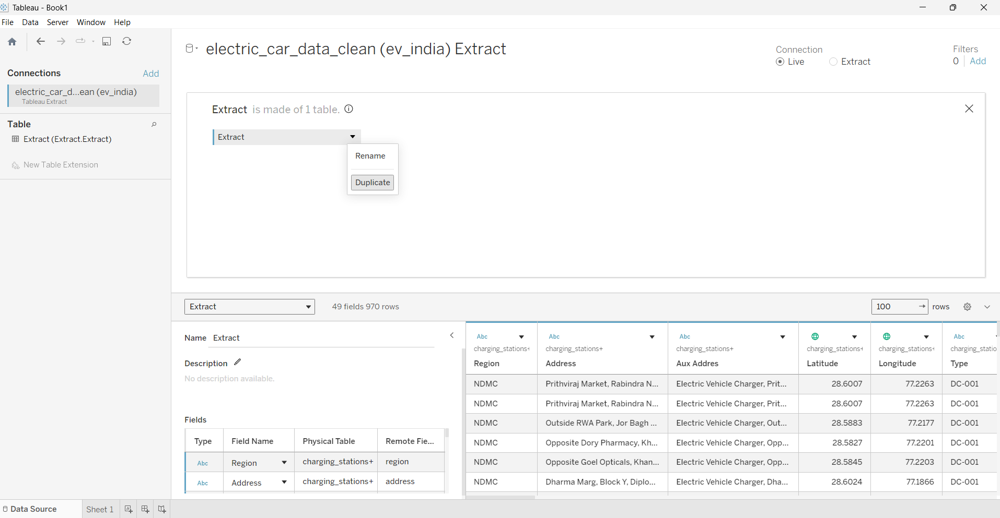 Tableau - Book1
File Data Server Window Help
Connections Add
electric_car_d...ean (ev_india)
Tableau Extract
Table
Extract (Extract.Extract)
New Table Extension
electric_car_data_clean (ev_india) Extract
Connection
Live Extract
Filters
0 Add
Extract is made of 1 table.
Extract
Rename
Duplicate
Extract 49 fields 970 rows 100 rows
Name Extract
Description
No description available.
Fields
Type Field Name Physical Table Remote Fie...
Abc Region charging_stations+ region
Abc Address charging_stations+ address
Abc Abc Abc Abc
charging_stations+ charging_stations+ charging_stations+ charging_stations+ charging_stations+ charging_statio
Region Address Aux Addres Latitude Longitude Type
NDMC Prithviraj Market, Rabindra N... Electric Vehicle Charger, Prit... 28.6007 77.2263 DC-001
NDMC Prithviraj Market, Rabindra N... Electric Vehicle Charger, Prit... 28.6007 77.2263 DC-001
NDMC Outside RWA Park, Jor Bagh ... Electric Vehicle Charger, Out... 28.5883 77.2177 DC-001
NDMC Opposite Dory Pharmacy, Kh... Electric Vehicle Charger, Opp... 28.5827 77.2201 DC-001
NDMC Opposite Goel Opticals, Khan... Electric Vehicle Charger, Opp... 28.5845 77.2203 DC-001
NDMC Dharma Marg, Block Y, Diplo... Electric Vehicle Charger, Dha... 28.6024 77.1866 DC-001
Data Source Sheet 1